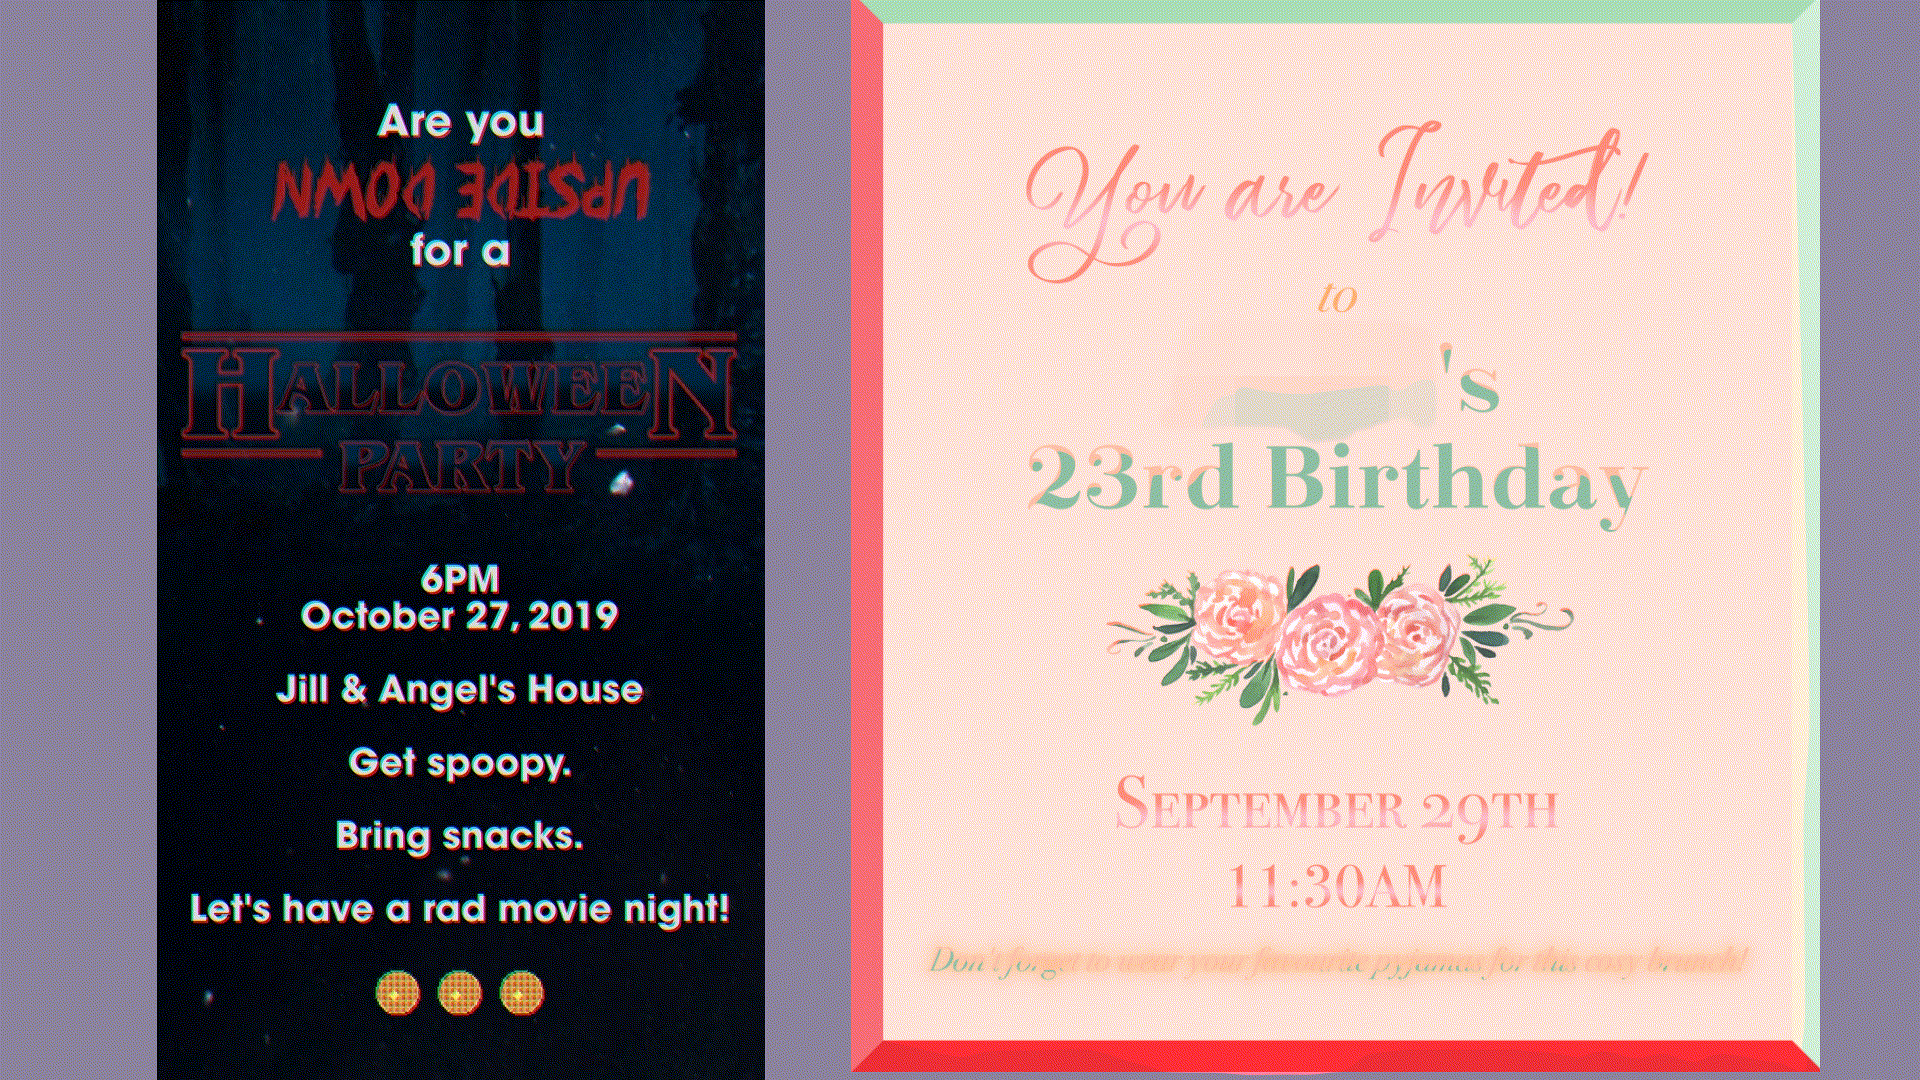 Are you
UPSIDE DOWN
for a
HALLOWEEN
PARTY
6PM
October 27, 2019
Jill & Angel's House
Get spoopy.
Bring snacks.
Let's have a rad movie night!
You are Invited!
to
's
23rd Birthday
SEPTEMBER 29TH
11:30AM
Don't forget to wear your favourite pyjamas for this cosy brunch!